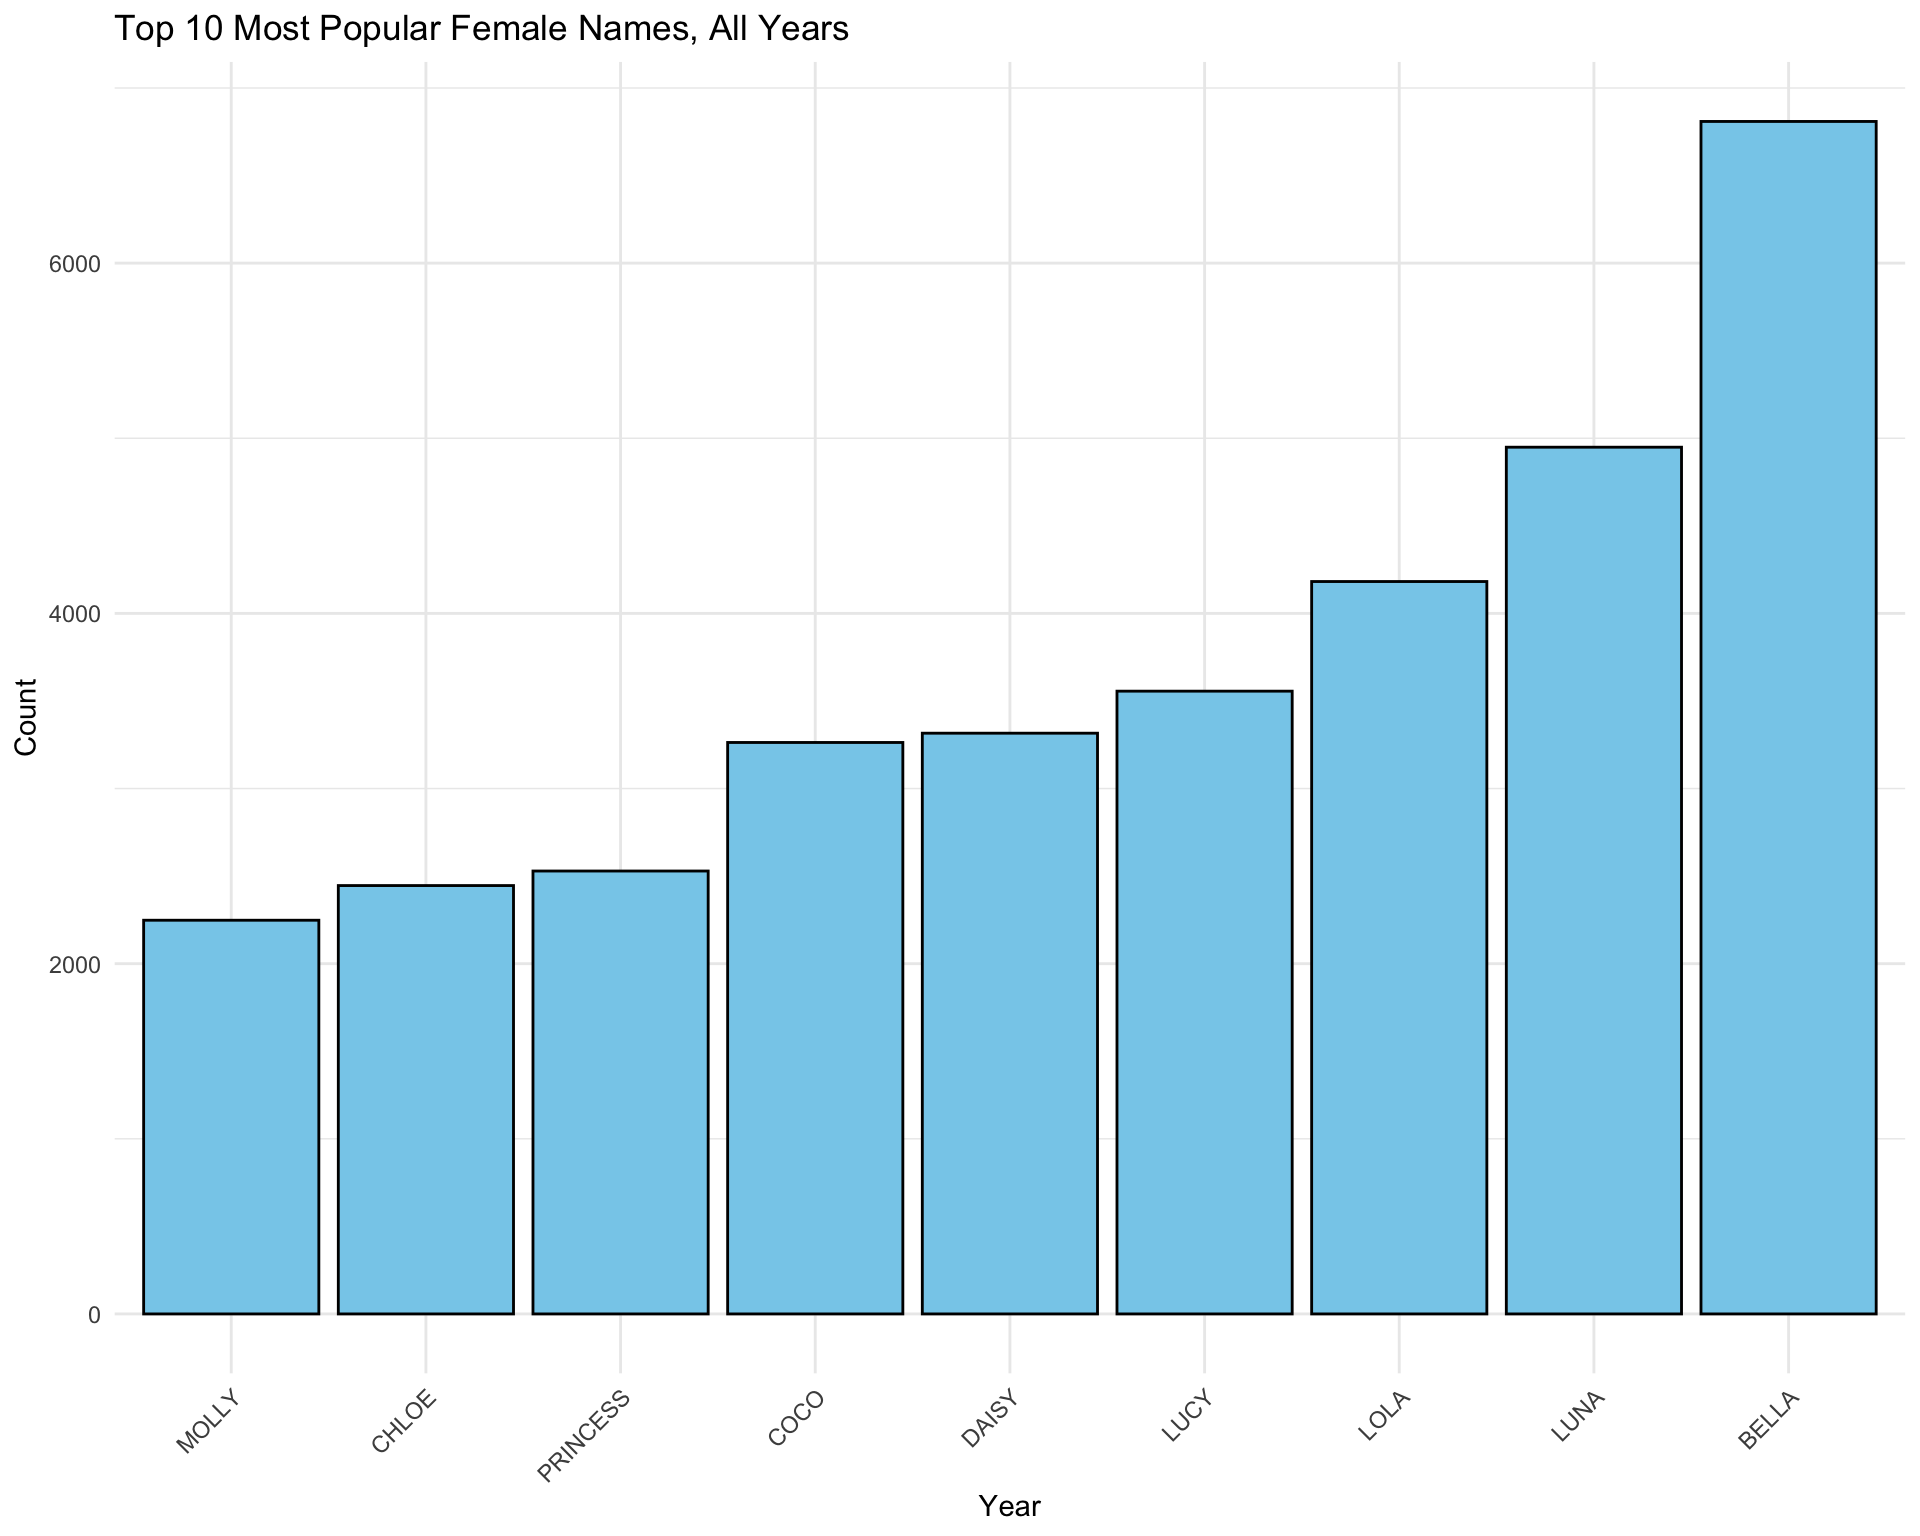 Top 10 Most Popular Female Names, All Years
Count
6000
4000
2000
0
MOLLY
CHLOE
PRINCESS
COCO
DAISY
LUCY
LOLA
LUNA
BELLA
Year